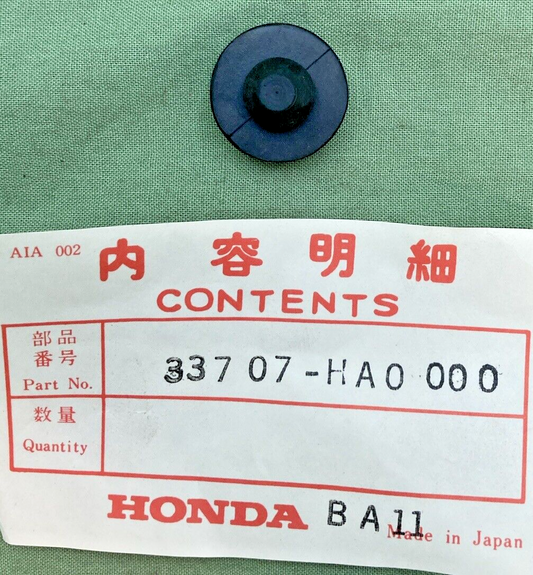 AIA 002
内容明細
CONTENTS
部品
番号
Part No.
33707-HA0 000
数量
Quantity
HONDA BA11
Made in Japan